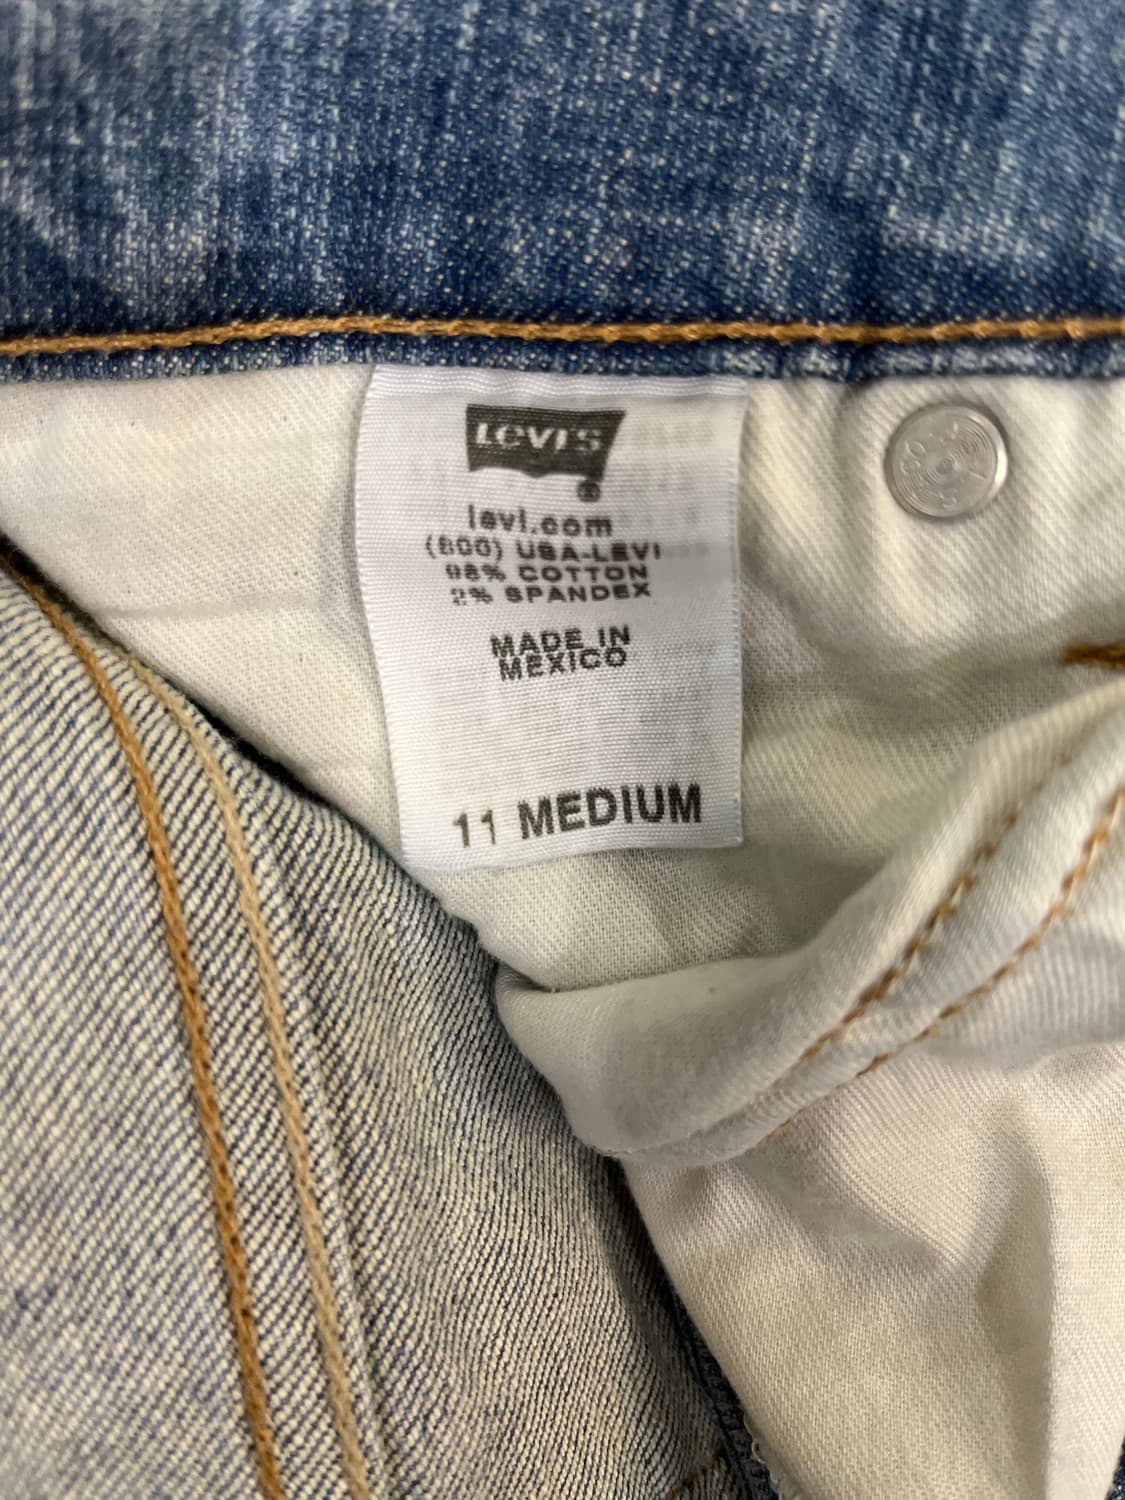 LEVI'S
®
levi.com
(800) USA-LEVI
98% COTTON
2% SPANDEX
MADE IN
MEXICO
11 MEDIUM